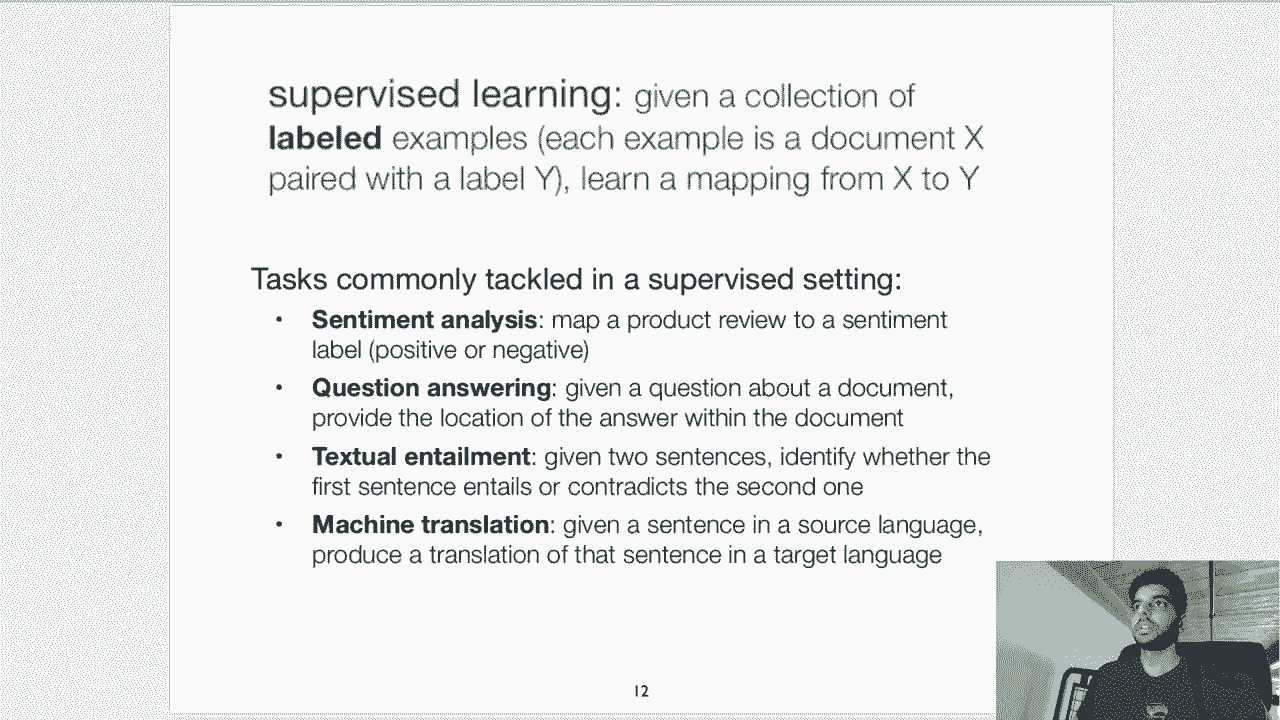 supervised learning: given a collection of
labeled examples (each example is a document X
paired with a label Y), learn a mapping from X to Y
Tasks commonly tackled in a supervised setting:
• Sentiment analysis: map a product review to a sentiment
label (positive or negative)
• Question answering: given a question about a document,
provide the location of the answer within the document
• Textual entailment: given two sentences, identify whether the
first sentence entails or contradicts the second one
• Machine translation: given a sentence in a source language,
produce a translation of that sentence in a target language
12